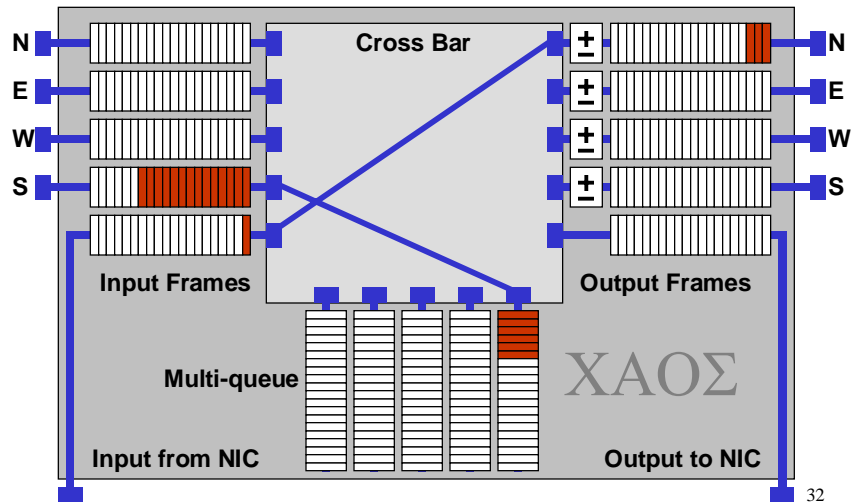 Cross Bar
N
±
N
E
±
E
W
±
W
S
±
S
Input Frames
Output Frames
Multi-queue
ΧΑΟΣ
Input from NIC
Output to NIC
32